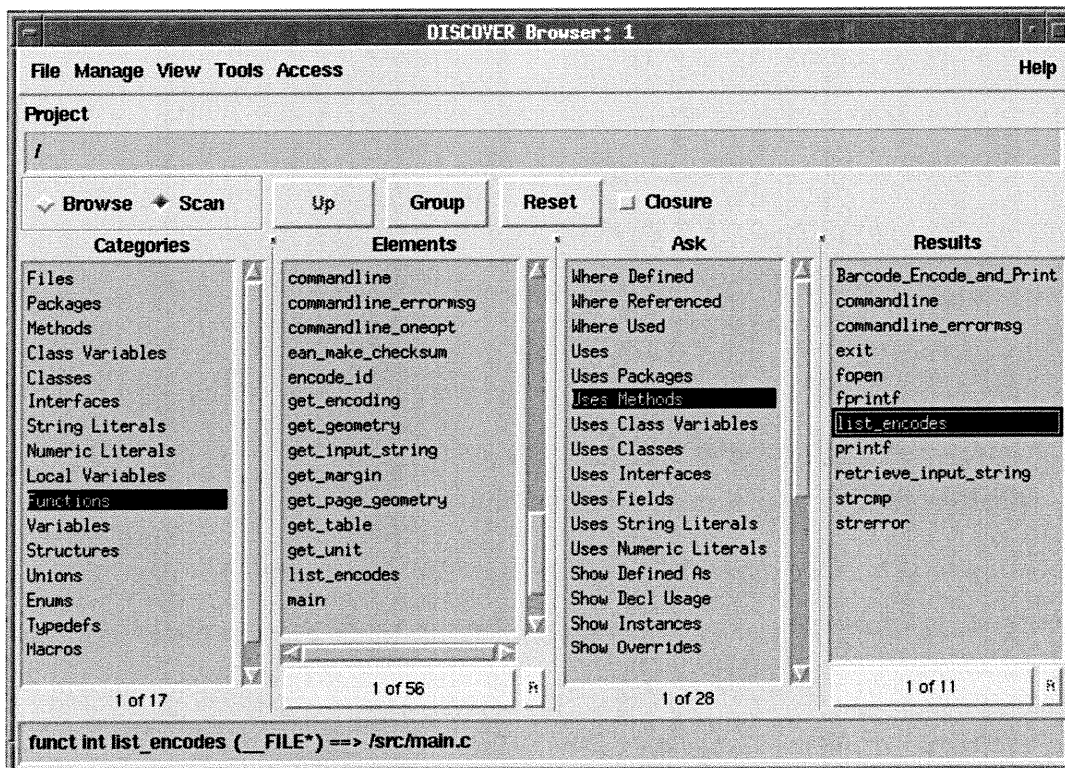 DISCOVER Browser: 1
File Manage View Tools Access Help
Project
/
Browse Scan Up Group Reset Closure
Categories Elements Ask Results
Files
Packages
Methods
Class Variables
Classes
Interfaces
String Literals
Numeric Literals
Local Variables
Functions
Variables
Structures
Unions
Enums
Typedefs
Macros
1 of 17
commandline
commandline_errormsg
commandline_oneopt
ean_make_checksum
encode_id
get_encoding
get_geometry
get_input_string
get_margin
get_page_geometry
get_table
get_unit
list_encodes
main
1 of 56
Where Defined
Where Referenced
Where Used
Uses
Uses Packages
Uses Methods
Uses Class Variables
Uses Classes
Uses Interfaces
Uses Fields
Uses String Literals
Uses Numeric Literals
Show Defined As
Show Decl Usage
Show Instances
Show Overrides
1 of 28
Barcode_Encode_and_Print
commandline
commandline_errormsg
exit
fopen
fprintf
list_encodes
printf
retrieve_input_string
strcmp
strerror
1 of 11
funct int list_encodes (__FILE*) ==> /src/main.c